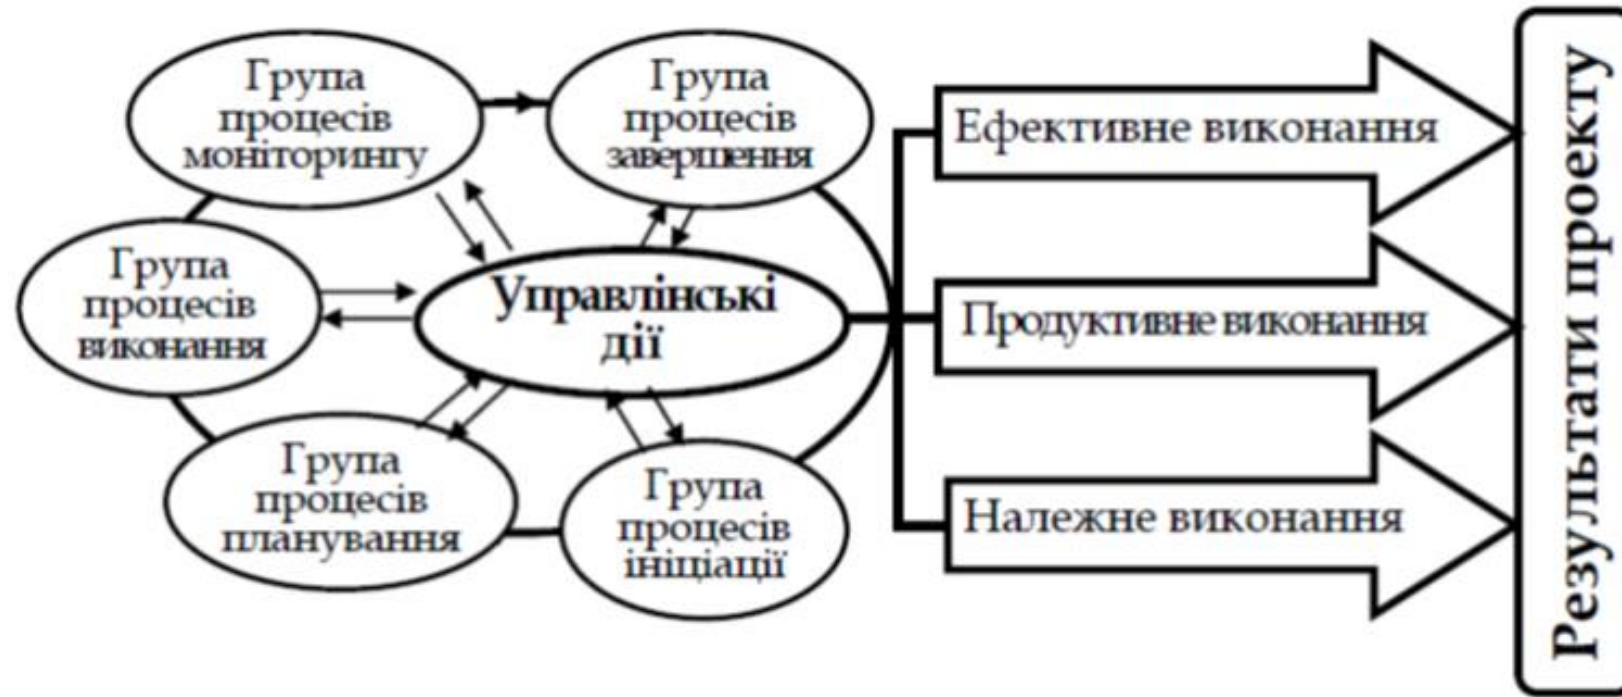 Група
процесів
моніторингу
Група
процесів
завершення
Група
процесів
виконання
Управлінські
дії
Група
процесів
планування
Група
процесів
ініціації
Ефективне виконання
Продуктивне виконання
Належне виконання
Результати проекту